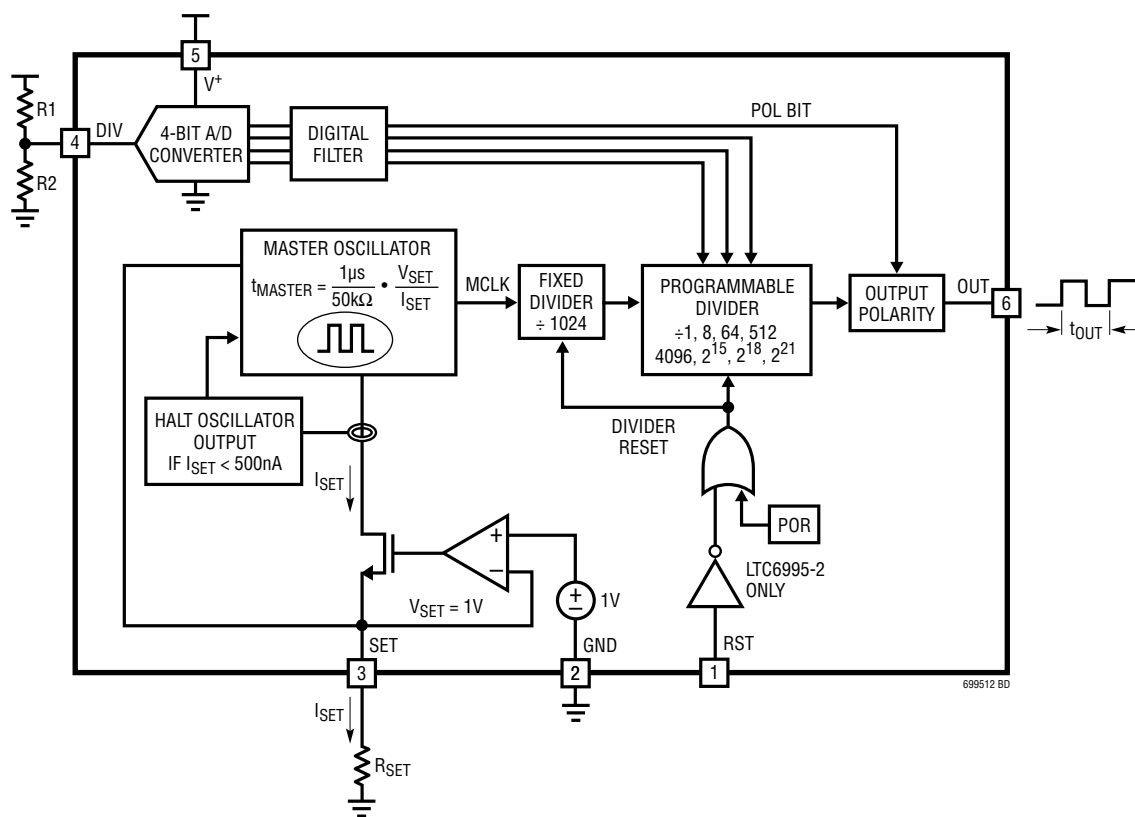 5
V+
R1
4
DIV
R2
4-BIT A/D
CONVERTER
DIGITAL
FILTER
POL BIT
MASTER OSCILLATOR
tMASTER = 1µs/50kΩ • VSET/ISET
MCLK
FIXED
DIVIDER
÷ 1024
PROGRAMMABLE
DIVIDER
÷1, 8, 64, 512
4096, 2^15, 2^18, 2^21
OUTPUT
POLARITY
OUT
6
tOUT
HALT OSCILLATOR
OUTPUT
IF ISET < 500nA
DIVIDER
RESET
ISET
POR
LTC6995-2
ONLY
+
–
+
–
1V
VSET = 1V
SET
GND
RST
3
2
1
699512 BD
ISET
RSET